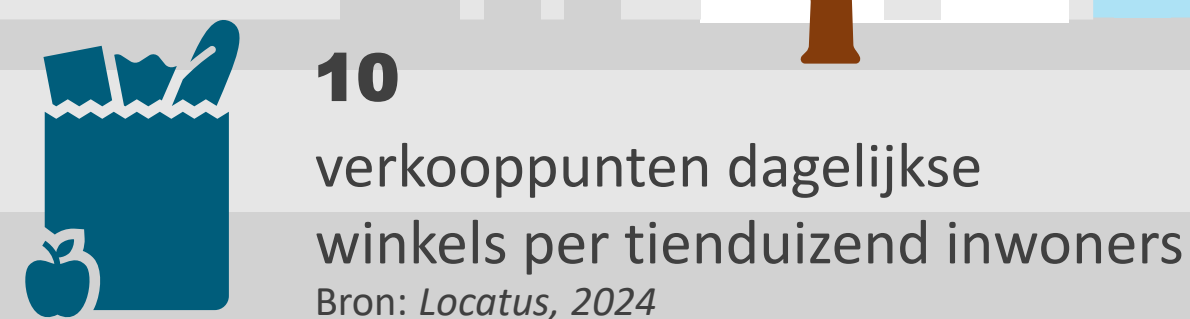 10
verkooppunten dagelijkse
winkels per tienduizend inwoners
Bron: Locatus, 2024